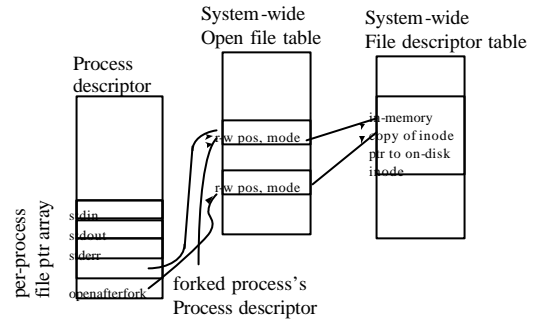 System-wide
Open file table
System-wide
File descriptor table
Process
descriptor
in-memory
copy of inode
ptr to on-disk
inode
r-w pos, mode
r-w pos, mode
per-process
file ptr array
stdin
stdout
stderr
openafterfork
forked process's
Process descriptor